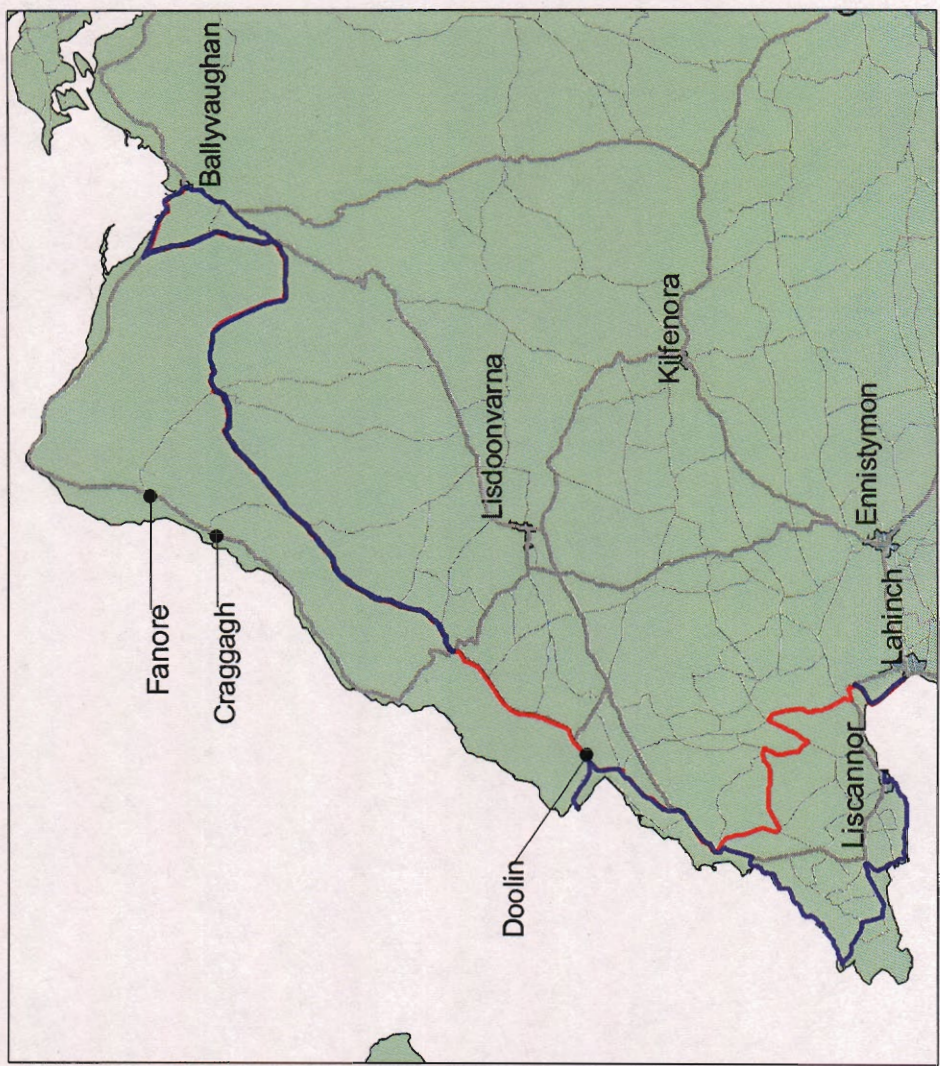 Ballyvaughan
Fanore
Craggagh
Lisdoonvarna
Kilfenora
Doolin
Ennistymon
Lahinch
Liscannor